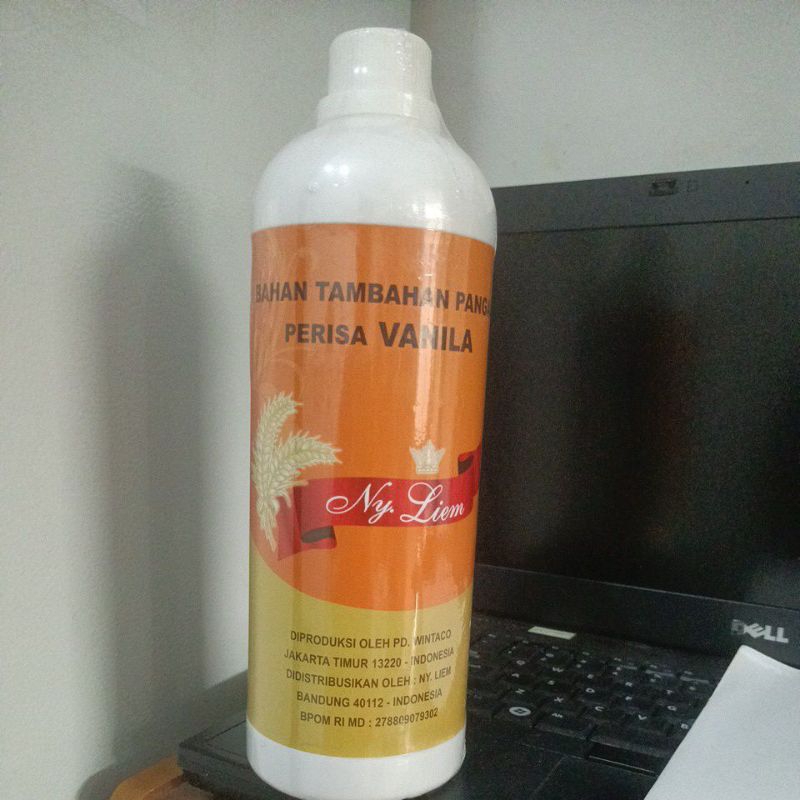 BAHAN TAMBAHAN PANGA
PERISA VANILA
Ny. Liem
DIPRODUKSI OLEH PD. WINTACO
JAKARTA TIMUR 13220 - INDONESIA
DIDISTRIBUSIKAN OLEH : NY. LIEM
BANDUNG 40112 - INDONESIA
BPOM RI MD : 278809079302
DELL